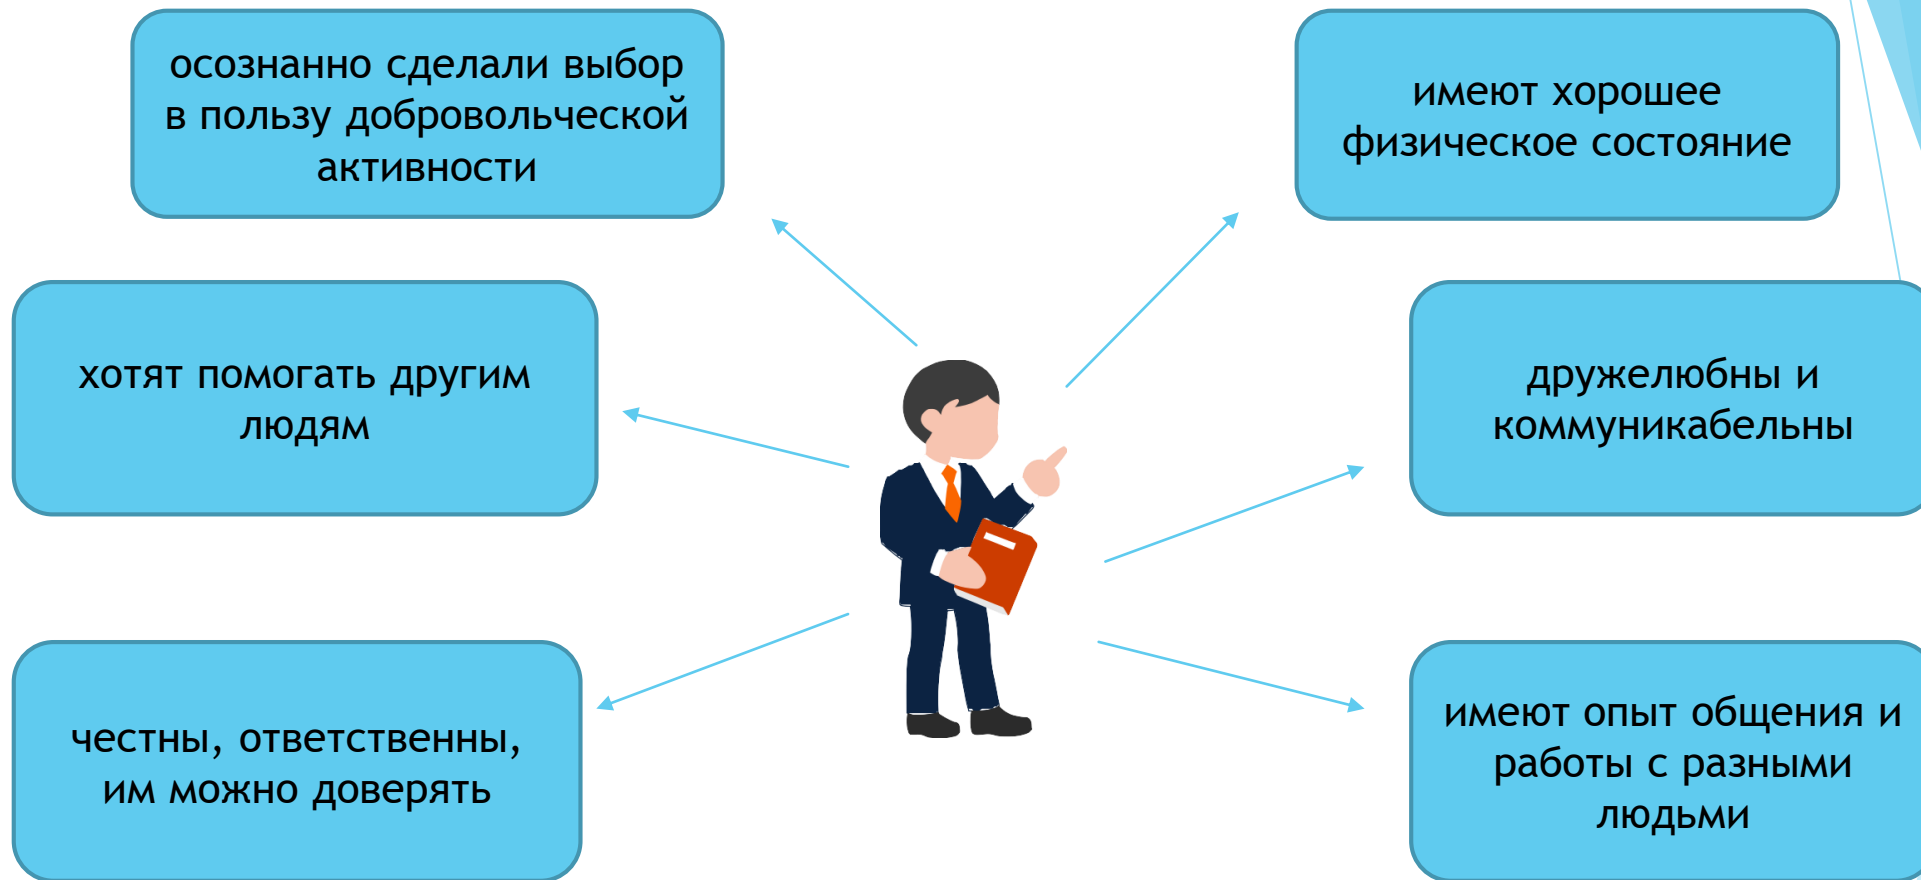 осознанно сделали выбор
в пользу добровольческой
активности
имеют хорошее
физическое состояние
хотят помогать другим
людям
дружелюбны и
коммуникабельны
честны, ответственны,
им можно доверять
имеют опыт общения и
работы с разными
людьми